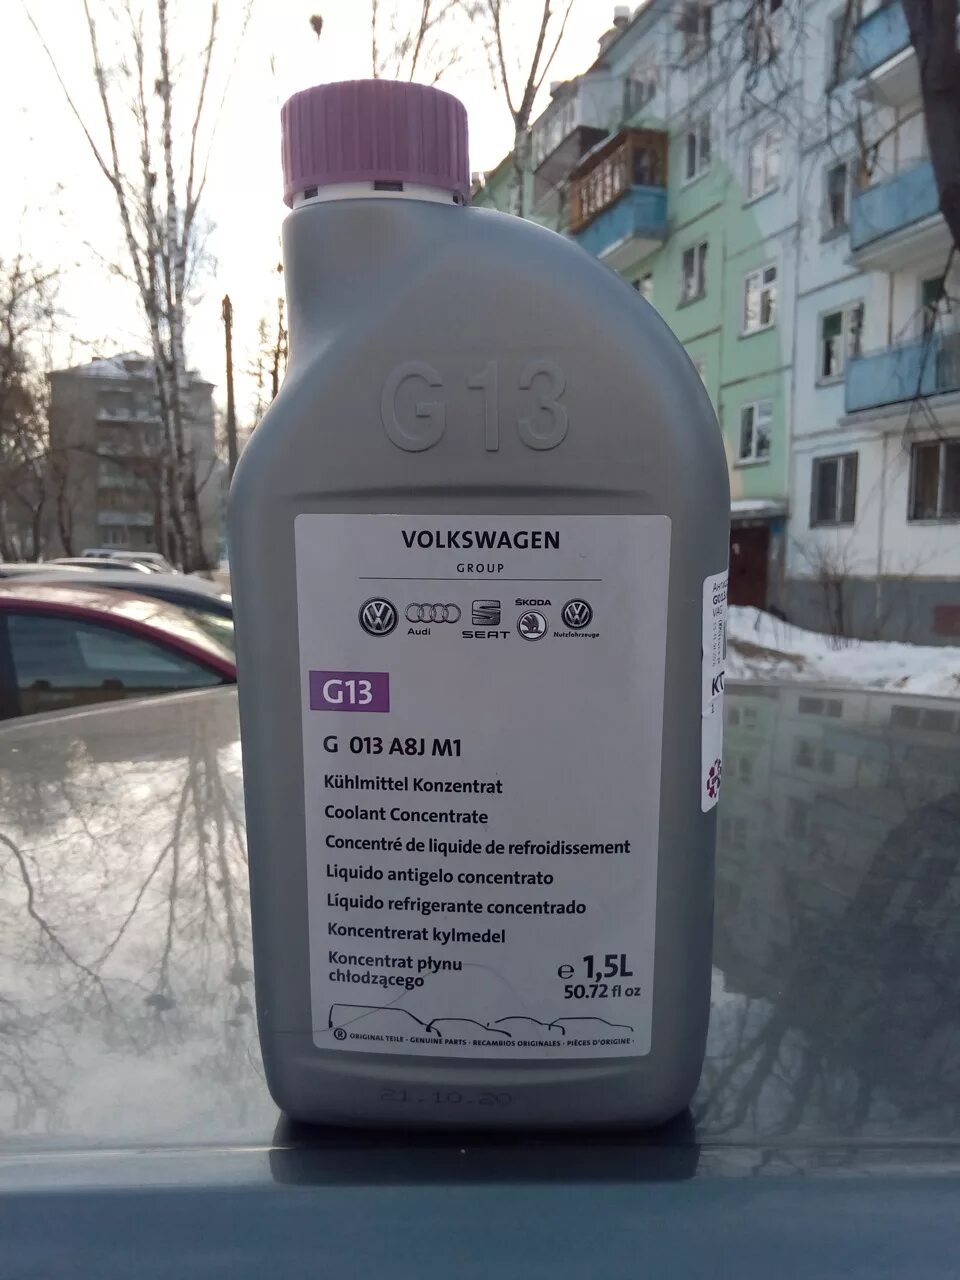 G13
VOLKSWAGEN
GROUP
Audi
SEAT
ŠKODA
Nutzfahrzeuge
G13
G 013 A8J M1
Kühlmittel Konzentrat
Coolant Concentrate
Concentré de liquide de refroidissement
Liquido antigelo concentrato
Líquido refrigerante concentrado
Koncentrerat kylmedel
Koncentrat płynu
chłodzącego
e 1,5L
50.72 fl oz
® ORIGINAL TEILE · GENUINE PARTS · RECAMBIOS ORIGINALES · PIÈCES D'ORIGINE ·
21.10.20